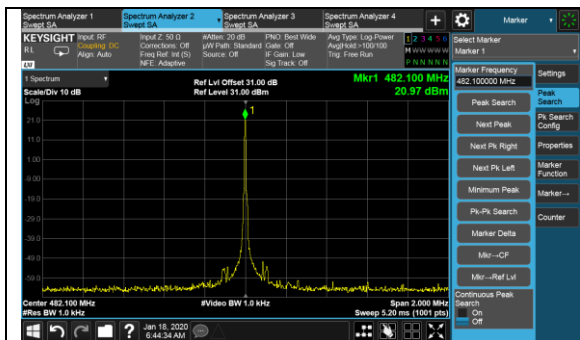 Spectrum Analyzer 1
Swept SA
Spectrum Analyzer 2
Swept SA
Spectrum Analyzer 3
Swept SA
Spectrum Analyzer 4
Swept SA
+
Marker
KEYSIGHT
RL
Input: RF
Coupling: DC
Align: Auto
Input Z: 50 Ω
Corrections: Off
Freq Ref: Int (S)
NFE: Adaptive
#Atten: 20 dB
µW Path: Standard
Source: Off
PNO: Best Wide
Gate: Off
IF Gain: Low
Sig Track: Off
Avg Type: Log-Power
Avg|Hold:>100/100
Trig: Free Run
1 2 3 4 5 6
M W W W W W
P N N N N N
Select Marker
Marker 1
1 Spectrum
Scale/Div 10 dB
Log
Ref Lvl Offset 31.00 dB
Ref Level 31.00 dBm
Mkr1 482.100 MHz
20.97 dBm
1
21.0
11.0
1.00
-9.00
-19.0
-29.0
-39.0
-49.0
-59.0
Center 482.100 MHz
#Res BW 1.0 kHz
#Video BW 1.0 kHz
Span 2.000 MHz
Sweep 5.20 ms (1001 pts)
Marker Frequency
482.100000 MHz
Peak Search
Next Peak
Next Pk Right
Next Pk Left
Minimum Peak
Pk-Pk Search
Marker Delta
Mkr→CF
Mkr→Ref Lvl
Continuous Peak
Search
On
Off
Settings
Peak
Search
Pk Search
Config
Properties
Marker
Function
Marker→
Counter
?
Jan 18, 2020
6:44:34 AM